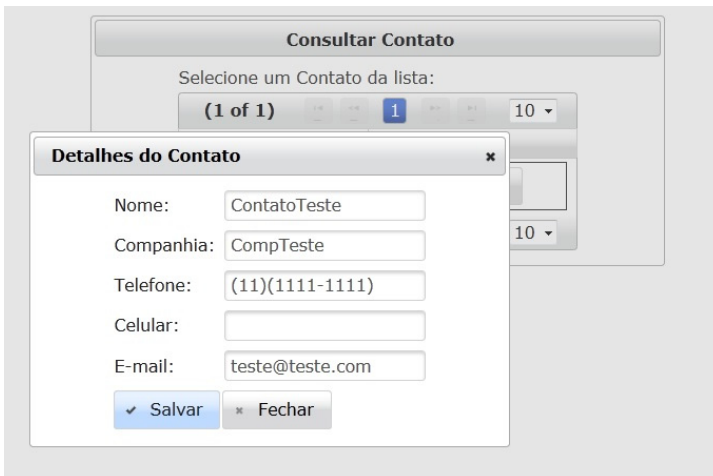 Consultar Contato
Selecione um Contato da lista:
(1 of 1) 1 10
Detalhes do Contato
Nome: ContatoTeste
Companhia: CompTeste
10
Telefone: (11)(1111-1111)
Celular:
E-mail: teste@teste.com
Salvar Fechar